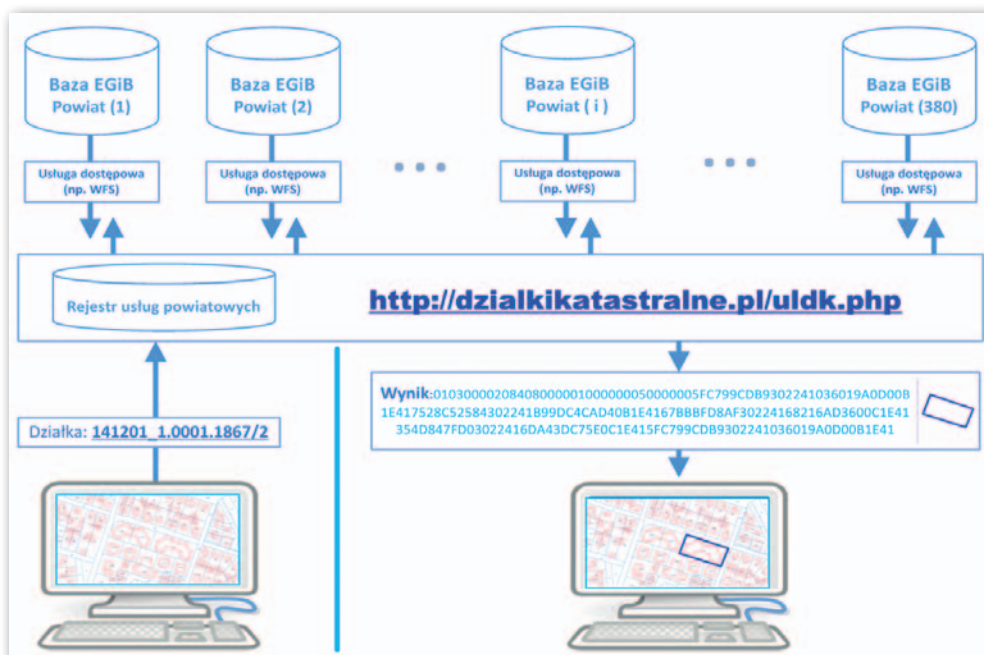 Baza EGiB
Powiat (1)
Baza EGiB
Powiat (2)
Baza EGiB
Powiat ( i )
Baza EGiB
Powiat (380)
Usługa dostępowa
(np. WFS)
Usługa dostępowa
(np. WFS)
Usługa dostępowa
(np. WFS)
Usługa dostępowa
(np. WFS)
Rejestr usług powiatowych
http://dzialkikatastralne.pl/uldk.php
Działka: 141201_1.0001.1867/2
Wynik:010300002084080000010000000500000005FC799CDB9302241036019A0D00B
1E417528C52584302241B99DC4CAD40B1E4167BBBFD8AF30224168216AD3600C1E41
354D847FD03022416DA43DC75E0C1E415FC799CDB9302241036019A0D00B1E41